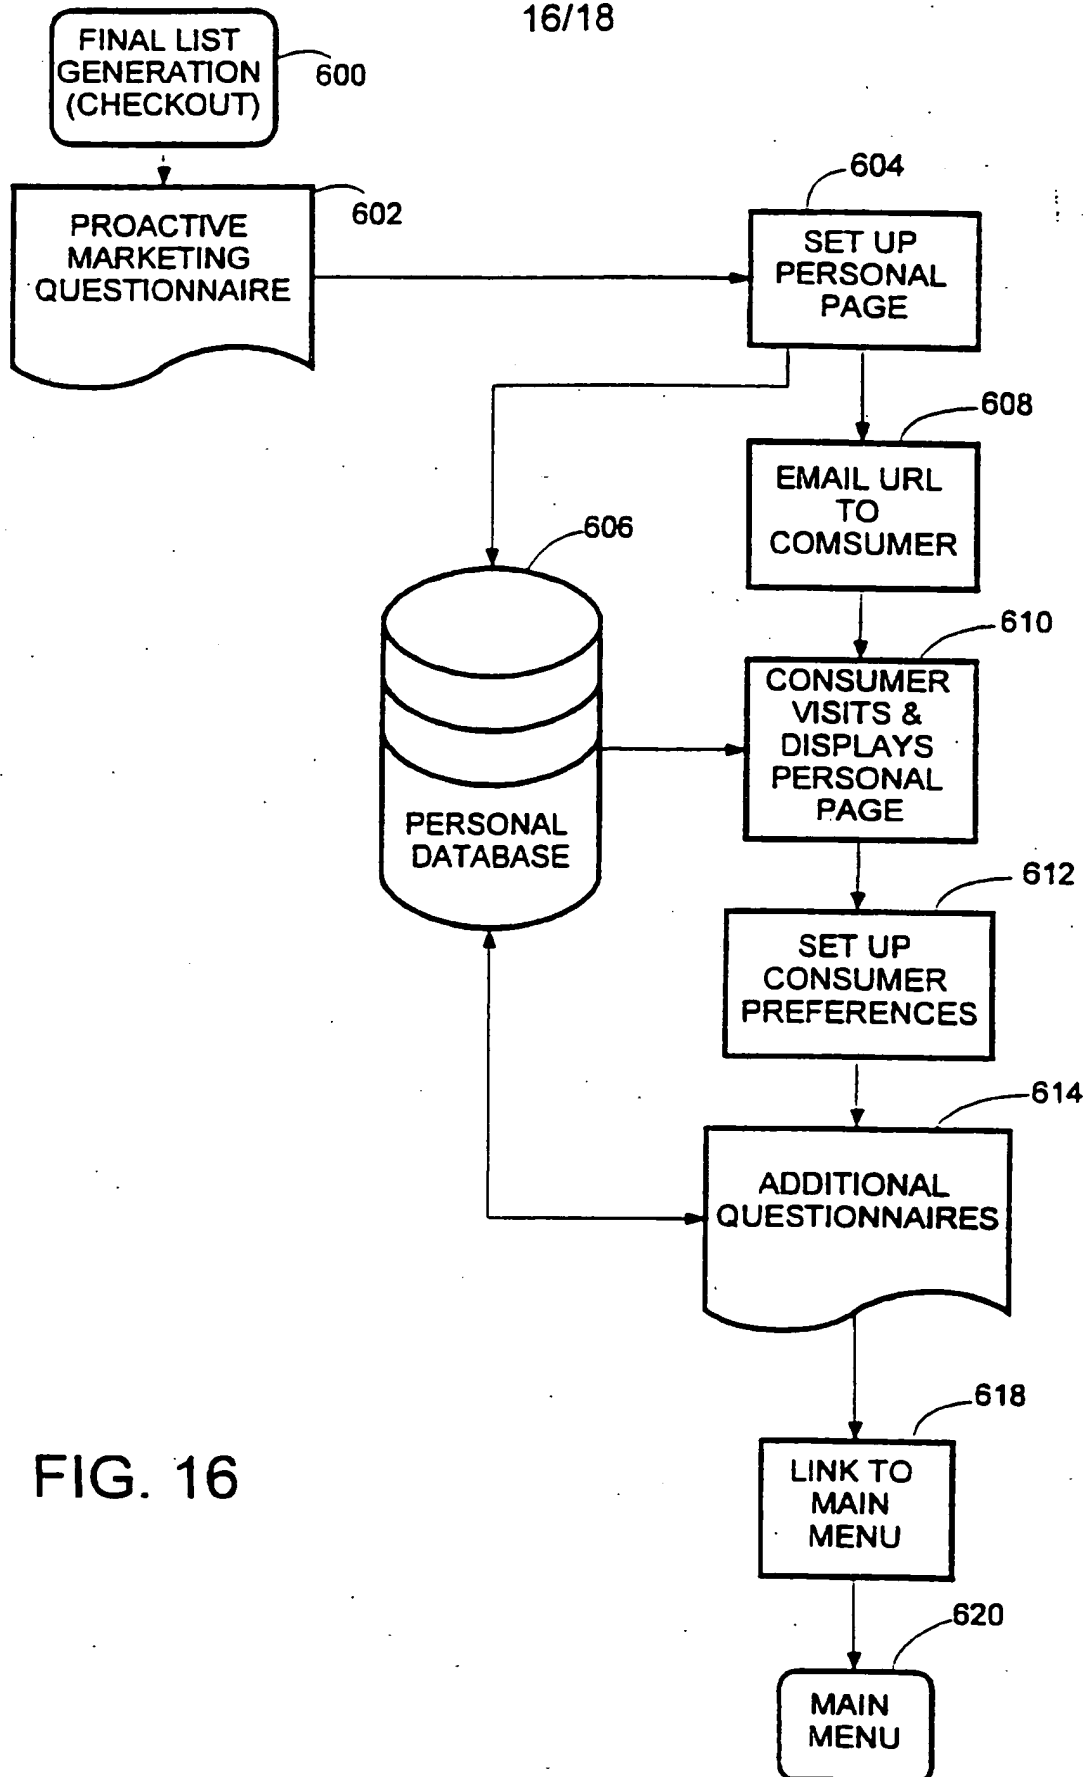 16/18
FINAL LIST
GENERATION
(CHECKOUT)
600
PROACTIVE
MARKETING
QUESTIONNAIRE
602
604
SET UP
PERSONAL
PAGE
608
EMAIL URL
TO
COMSUMER
606
PERSONAL
DATABASE
610
CONSUMER
VISITS &
DISPLAYS
PERSONAL
PAGE
612
SET UP
CONSUMER
PREFERENCES
614
ADDITIONAL
QUESTIONNAIRES
618
LINK TO
MAIN
MENU
620
MAIN
MENU
FIG. 16